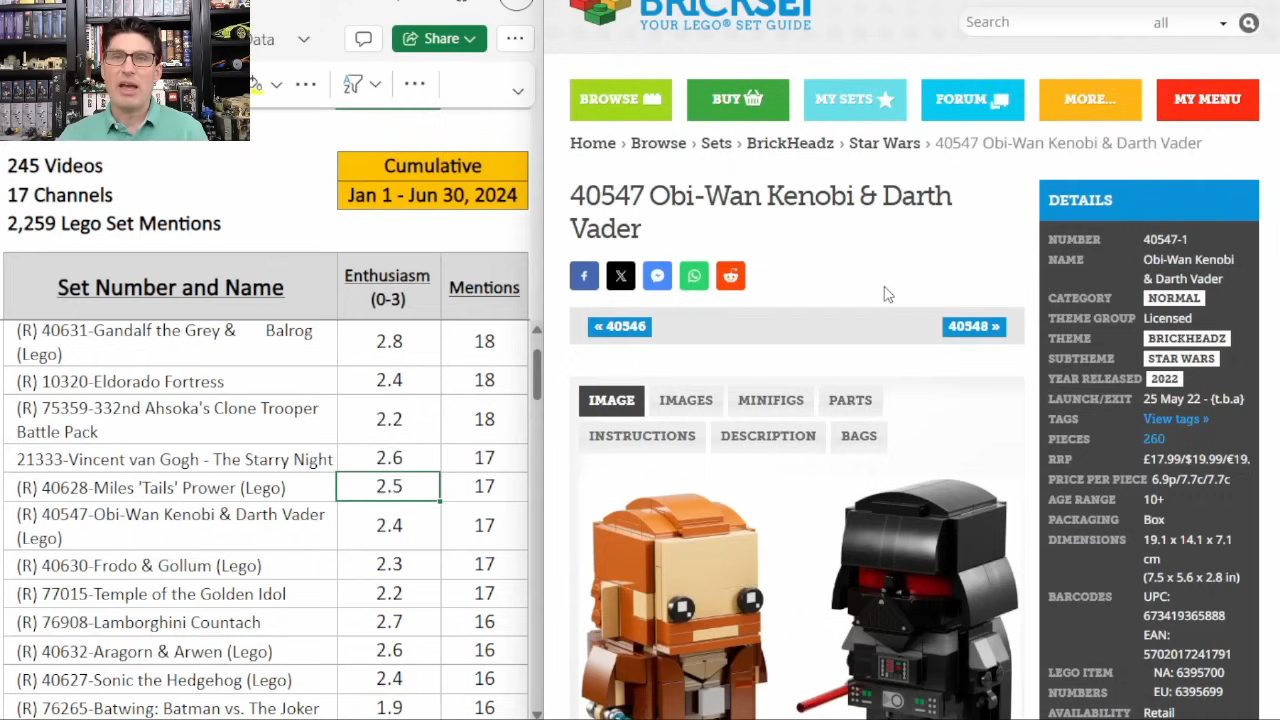 Data
Share
245 Videos
17 Channels
2,259 Lego Set Mentions
Cumulative
Jan 1 - Jun 30, 2024
Set Number and Name
Enthusiasm
(0-3)
Mentions
(R) 40631-Gandalf the Grey & Balrog
(Lego)
2.8
18
(R) 10320-Eldorado Fortress
2.4
18
(R) 75359-332nd Ahsoka's Clone Trooper
Battle Pack
2.2
18
21333-Vincent van Gogh - The Starry Night
2.6
17
(R) 40628-Miles 'Tails' Prower (Lego)
2.5
17
(R) 40547-Obi-Wan Kenobi & Darth Vader
(Lego)
2.4
17
(R) 40630-Frodo & Gollum (Lego)
2.3
17
(R) 77015-Temple of the Golden Idol
2.2
17
(R) 76908-Lamborghini Countach
2.7
16
(R) 40632-Aragorn & Arwen (Lego)
2.6
16
(R) 40627-Sonic the Hedgehog (Lego)
2.4
16
(R) 76265-Batwing: Batman vs. The Joker
1.9
16
BRICKSET
YOUR LEGO® SET GUIDE
Search
all
BROWSE
BUY
MY SETS
FORUM
MORE...
MY MENU
Home › Browse › Sets › BrickHeadz › Star Wars › 40547 Obi-Wan Kenobi & Darth Vader
40547 Obi-Wan Kenobi & Darth
Vader
« 40546
40548 »
IMAGE
IMAGES
MINIFIGS
PARTS
INSTRUCTIONS
DESCRIPTION
BAGS
DETAILS
NUMBER 40547-1
NAME Obi-Wan Kenobi
& Darth Vader
CATEGORY NORMAL
THEME GROUP Licensed
THEME BRICKHEADZ
SUBTHEME STAR WARS
YEAR RELEASED 2022
LAUNCH/EXIT 25 May 22 - {t.b.a}
TAGS View tags »
PIECES 260
RRP £17.99/$19.99/€19.
PRICE PER PIECE 6.9p/7.7c/7.7c
AGE RANGE 10+
PACKAGING Box
DIMENSIONS 19.1 x 14.1 x 7.1
cm
(7.5 x 5.6 x 2.8 in)
BARCODES UPC:
673419365888
EAN:
5702017241791
LEGO ITEM NA: 6395700
NUMBERS EU: 6395699
AVAILABILITY Retail